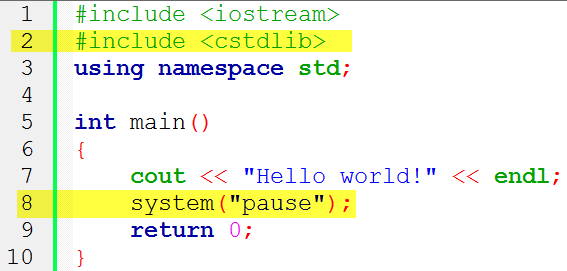 1 #include <iostream>
2 #include <cstdlib>
3 using namespace std;
4
5 int main()
6 {
7     cout << "Hello world!" << endl;
8     system("pause");
9     return 0;
10 }